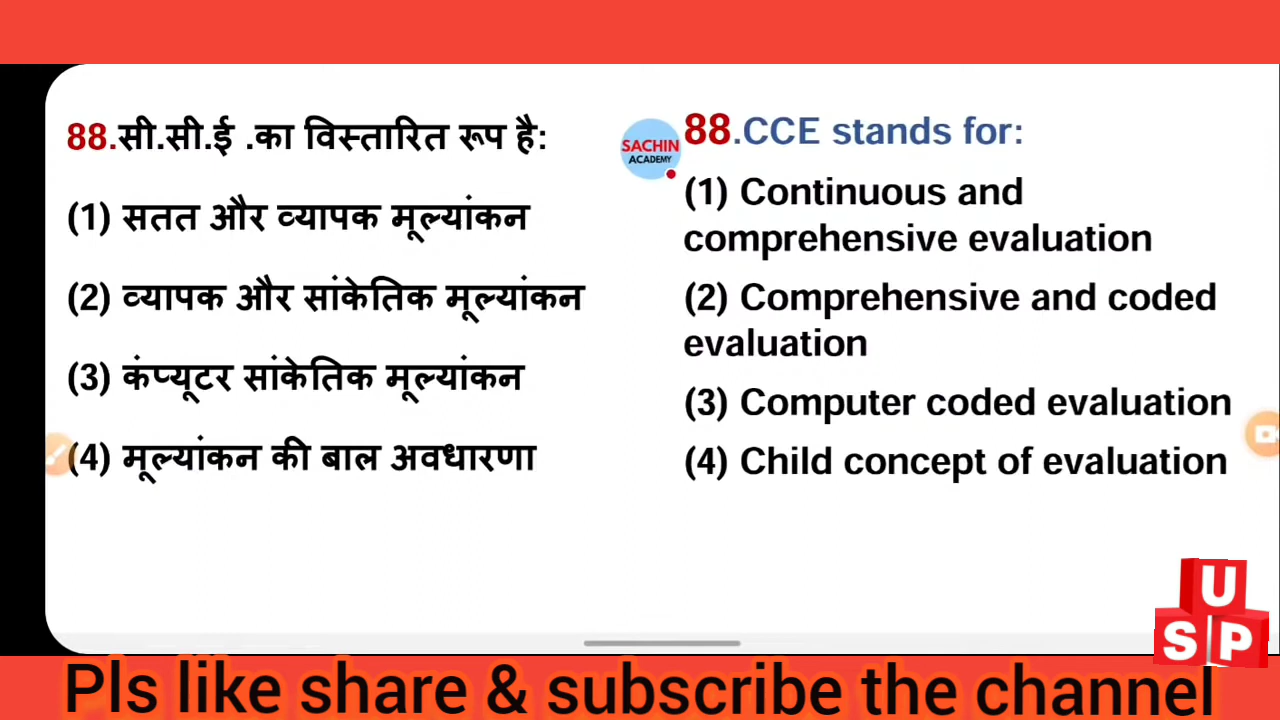 88.सी.सी.ई .का विस्तारित रूप है:
(1) सतत और व्यापक मूल्यांकन
(2) व्यापक और सांकेतिक मूल्यांकन
(3) कंप्यूटर सांकेतिक मूल्यांकन
(4) मूल्यांकन की बाल अवधारणा
SACHIN
ACADEMY
88.CCE stands for:
(1) Continuous and
comprehensive evaluation
(2) Comprehensive and coded
evaluation
(3) Computer coded evaluation
(4) Child concept of evaluation
U
S P
Pls like share & subscribe the channel